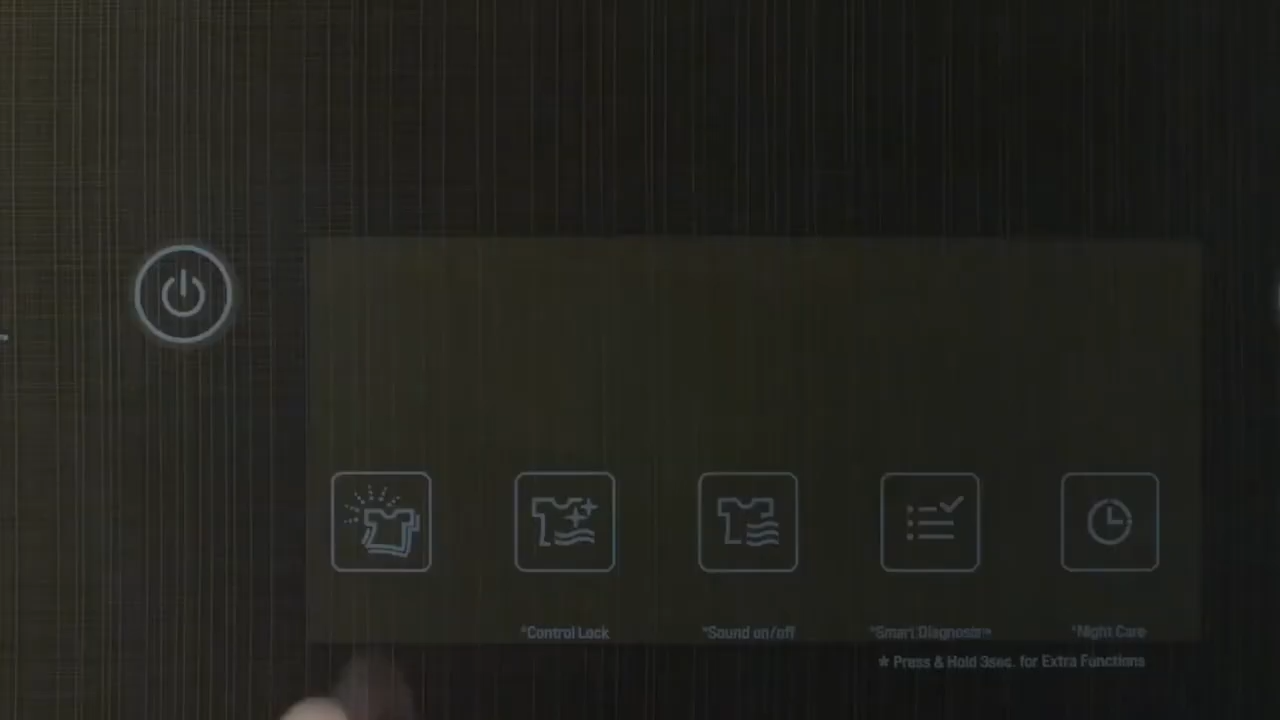 *Control Lock
*Sound on/off
*Smart Diagnosis*
*Night Care
* Press & Hold 3sec. for Extra Functions